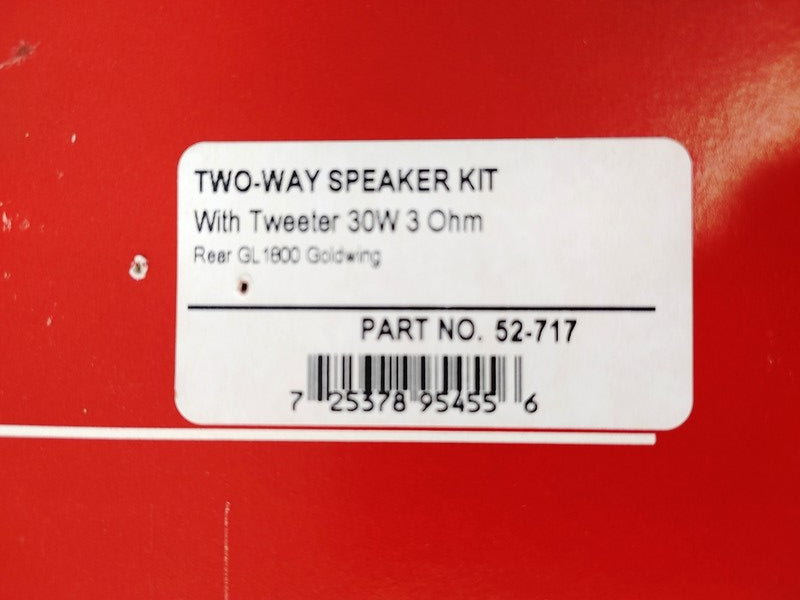 TWO-WAY SPEAKER KIT
With Tweeter 30W 3 Ohm
Rear GL1800 Goldwing
PART NO. 52-717
7 25378 95455 6